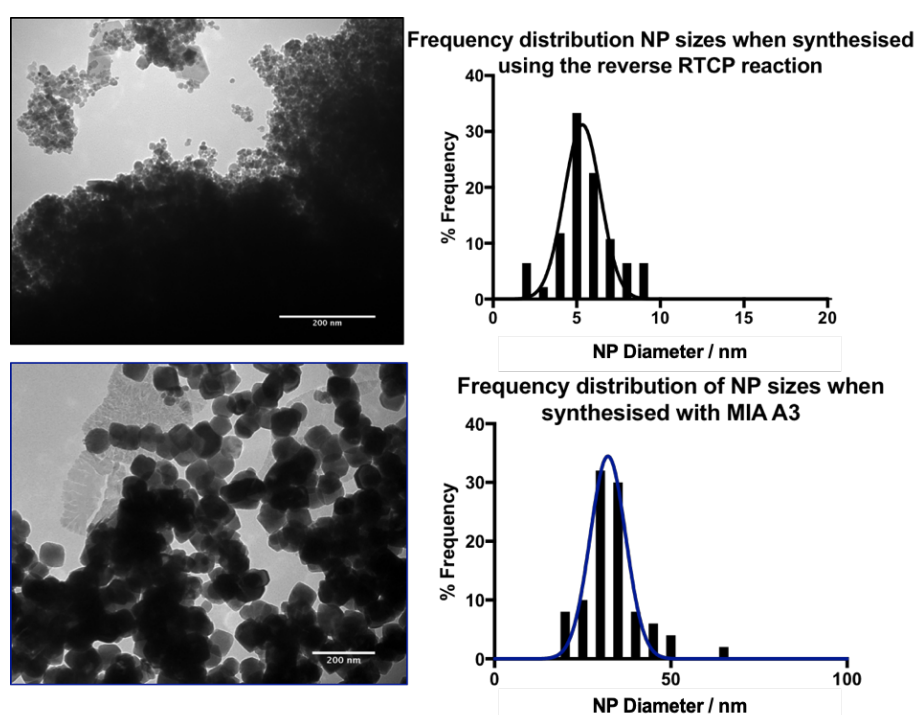 Frequency distribution NP sizes when synthesised
using the reverse RTCP reaction
40
30
20
10
0
% Frequency
0 5 10 15 20
NP Diameter / nm
200 nm
Frequency distribution of NP sizes when
synthesised with MIA A3
40
30
20
10
0
% Frequency
0 50 100
NP Diameter / nm
200 nm